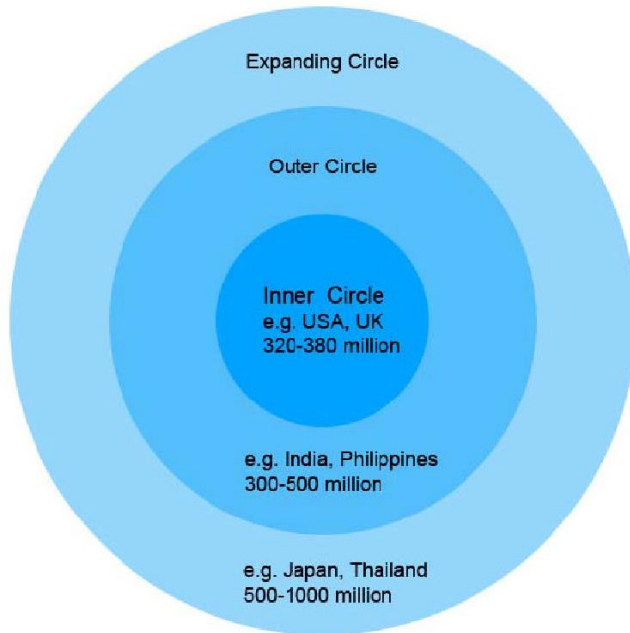 Expanding Circle
Outer Circle
Inner Circle
e.g. USA, UK
320-380 million
e.g. India, Philippines
300-500 million
e.g. Japan, Thailand
500-1000 million